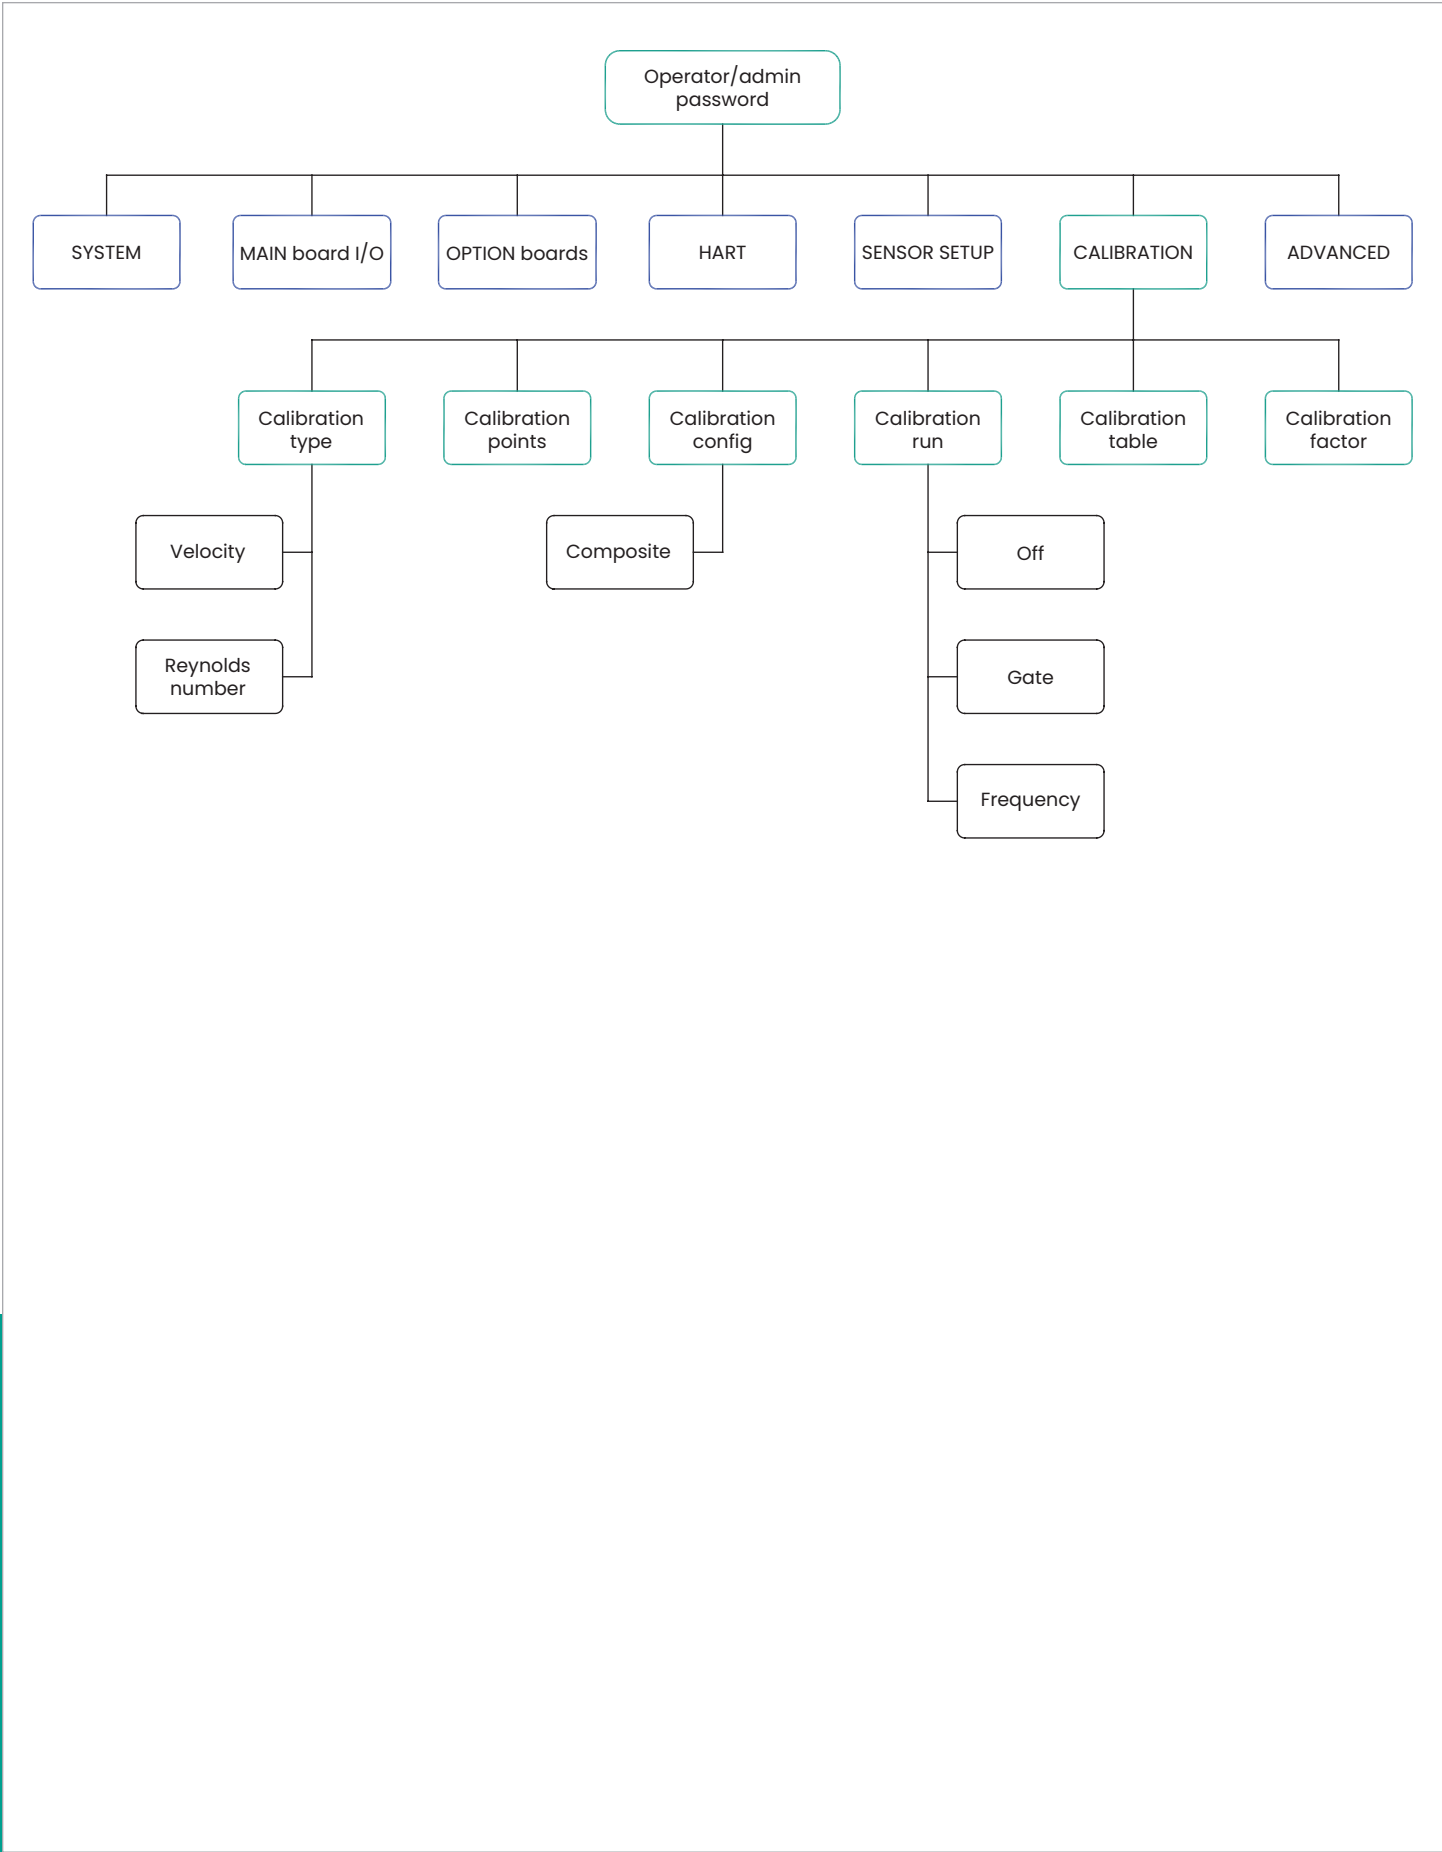 Operator/admin
password
SYSTEM
MAIN board I/O
OPTION boards
HART
SENSOR SETUP
CALIBRATION
ADVANCED
Calibration
type
Calibration
points
Calibration
config
Calibration
run
Calibration
table
Calibration
factor
Velocity
Composite
Off
Reynolds
number
Gate
Frequency